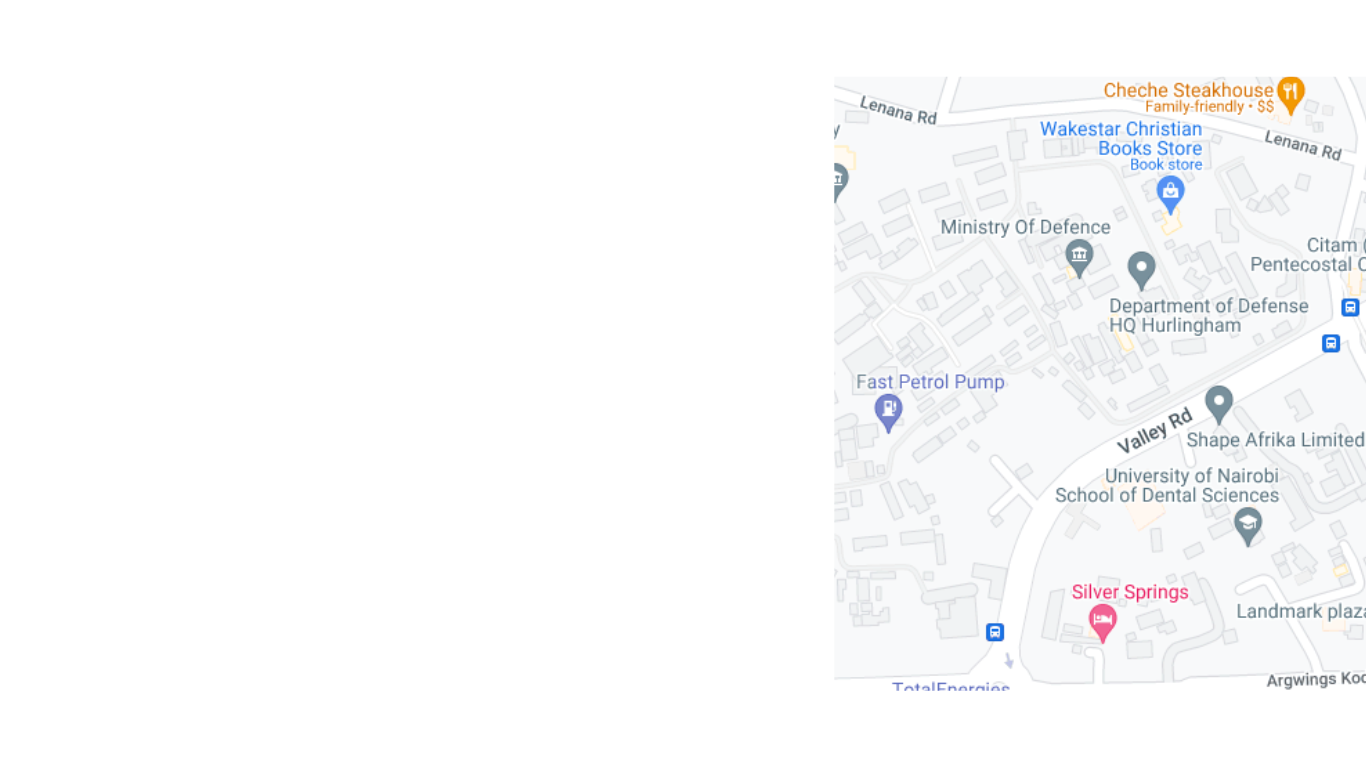 Cheche Steakhouse
Family-friendly • $$
Lenana Rd
Wakestar Christian
Books Store
Book store
Lenana Rd
y
Ministry Of Defence
Citam (
Pentecostal C
Department of Defense
HQ Hurlingham
Fast Petrol Pump
Valley Rd
Shape Afrika Limited
University of Nairobi
School of Dental Sciences
Silver Springs
Landmark plaza
Argwings Koo
TotalEnergies